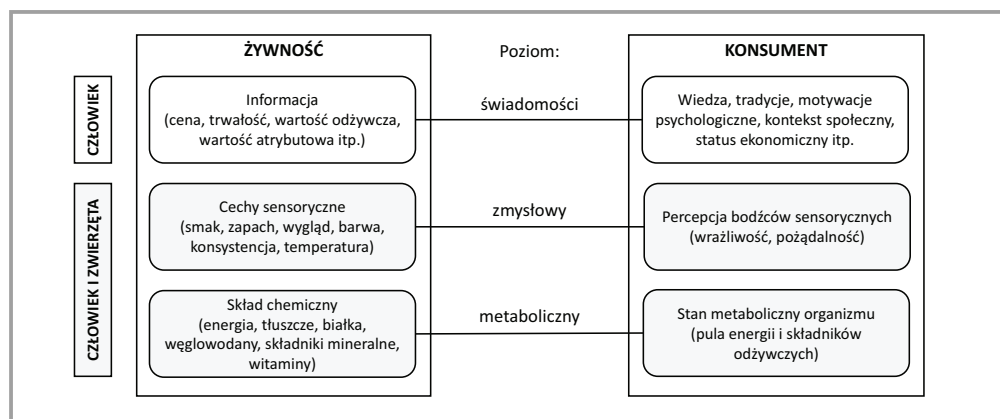 ŻYWNOŚĆ
Poziom:
KONSUMENT
CZŁOWIEK
Informacja
(cena, trwałość, wartość odżywcza,
wartość atrybutowa itp.)
świadomości
Wiedza, tradycje, motywacje
psychologiczne, kontekst społeczny,
status ekonomiczny itp.
CZŁOWIEK I ZWIERZĘTA
Cechy sensoryczne
(smak, zapach, wygląd, barwa,
konsystencja, temperatura)
zmysłowy
Percepcja bodźców sensorycznych
(wrażliwość, pożądalność)
Skład chemiczny
(energia, tłuszcze, białka,
węglowodany, składniki mineralne,
witaminy)
metaboliczny
Stan metaboliczny organizmu
(pula energii i składników
odżywczych)